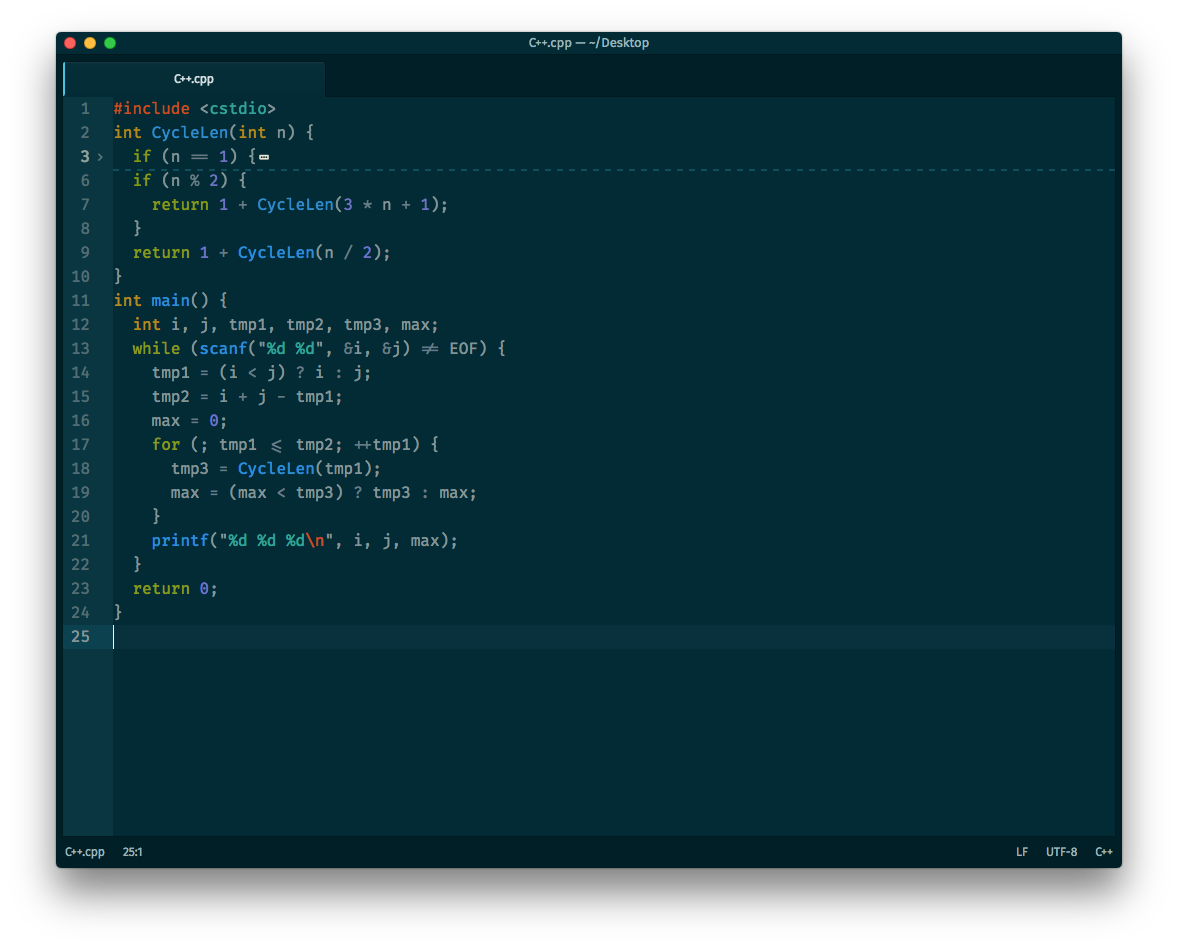 C++.cpp — ~/Desktop
C++.cpp
1 #include <cstdio>
2 int CycleLen(int n) {
3 if (n == 1) {…
6 if (n % 2) {
7 return 1 + CycleLen(3 * n + 1);
8 }
9 return 1 + CycleLen(n / 2);
10 }
11 int main() {
12 int i, j, tmp1, tmp2, tmp3, max;
13 while (scanf("%d %d", &i, &j) != EOF) {
14 tmp1 = (i < j) ? i : j;
15 tmp2 = i + j - tmp1;
16 max = 0;
17 for (; tmp1 <= tmp2; ++tmp1) {
18 tmp3 = CycleLen(tmp1);
19 max = (max < tmp3) ? tmp3 : max;
20 }
21 printf("%d %d %d\n", i, j, max);
22 }
23 return 0;
24 }
25
C++.cpp 25:1 LF UTF-8 C++